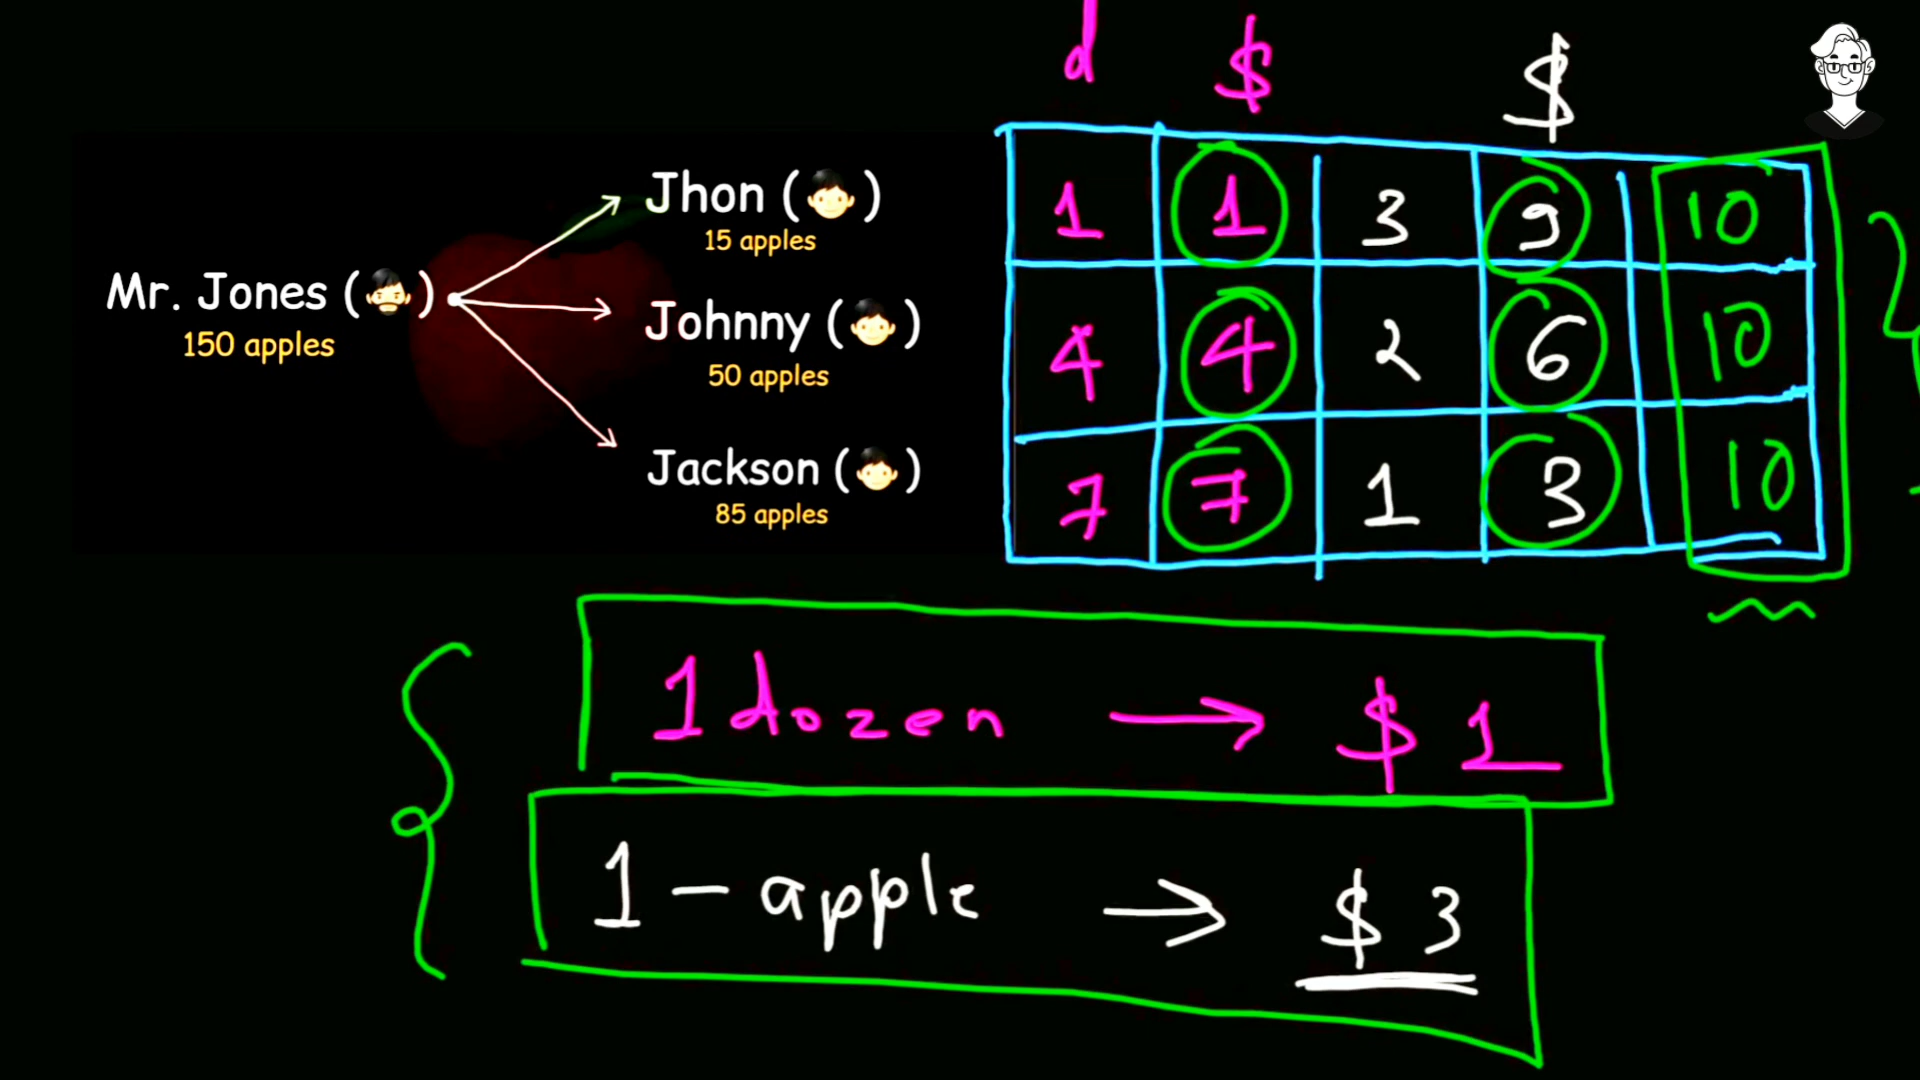 d $ $
Jhon ( )
15 apples
Mr. Jones ( )
150 apples
Johnny ( )
50 apples
Jackson ( )
85 apples
1 1 3 9 10
4 4 2 6 10
7 7 1 3 10
1 dozen → $ 1
1 - apple → $ 3